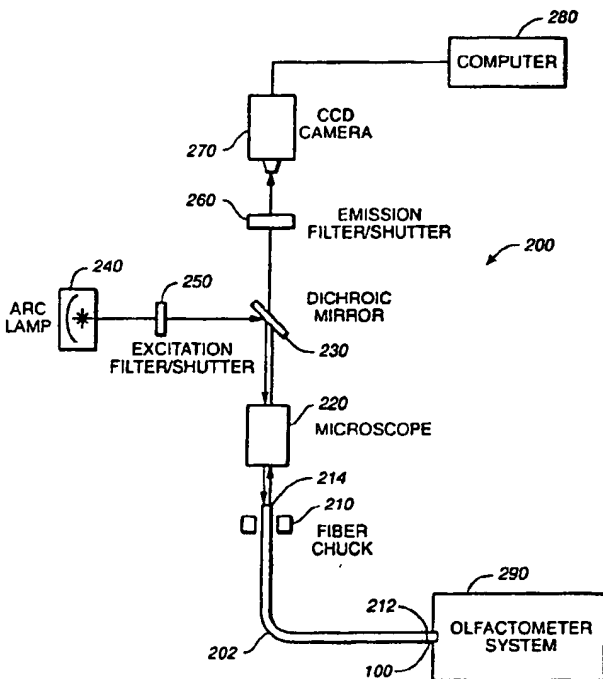 280
COMPUTER
CCD
CAMERA
270
260
EMISSION
FILTER/SHUTTER
200
240
250
ARC
LAMP
DICHROIC
MIRROR
230
EXCITATION
FILTER/SHUTTER
220
MICROSCOPE
214
210
FIBER
CHUCK
290
212
OLFACTOMETER
SYSTEM
202
100